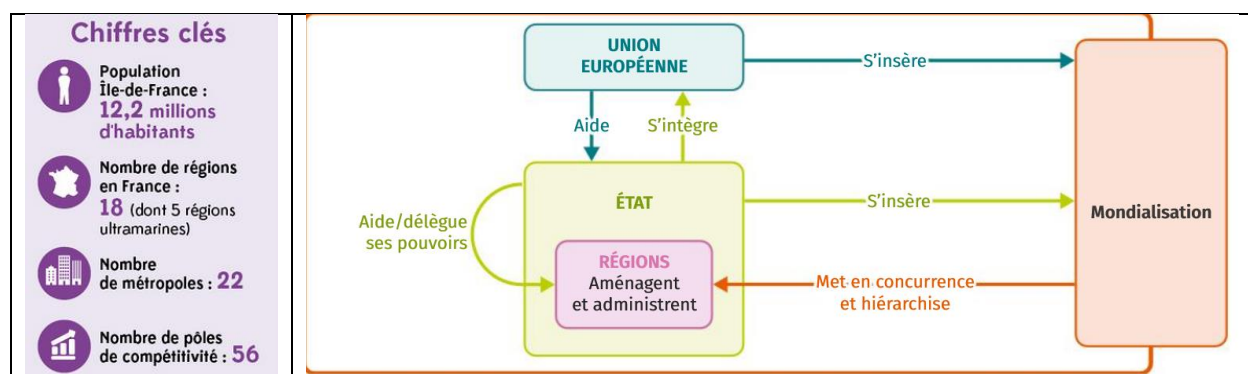 Chiffres clés
Population
Île-de-France :
12,2 millions
d'habitants
Nombre de régions
en France :
18 (dont 5 régions
ultramarines)
Nombre
de métropoles : 22
Nombre de pôles
de compétitivité : 56
UNION
EUROPÉENNE
S'insère
Aide
S'intègre
ÉTAT
S'insère
Mondialisation
Aide/délègue
ses pouvoirs
RÉGIONS
Aménagent
et administrent
Met en concurrence
et hiérarchise